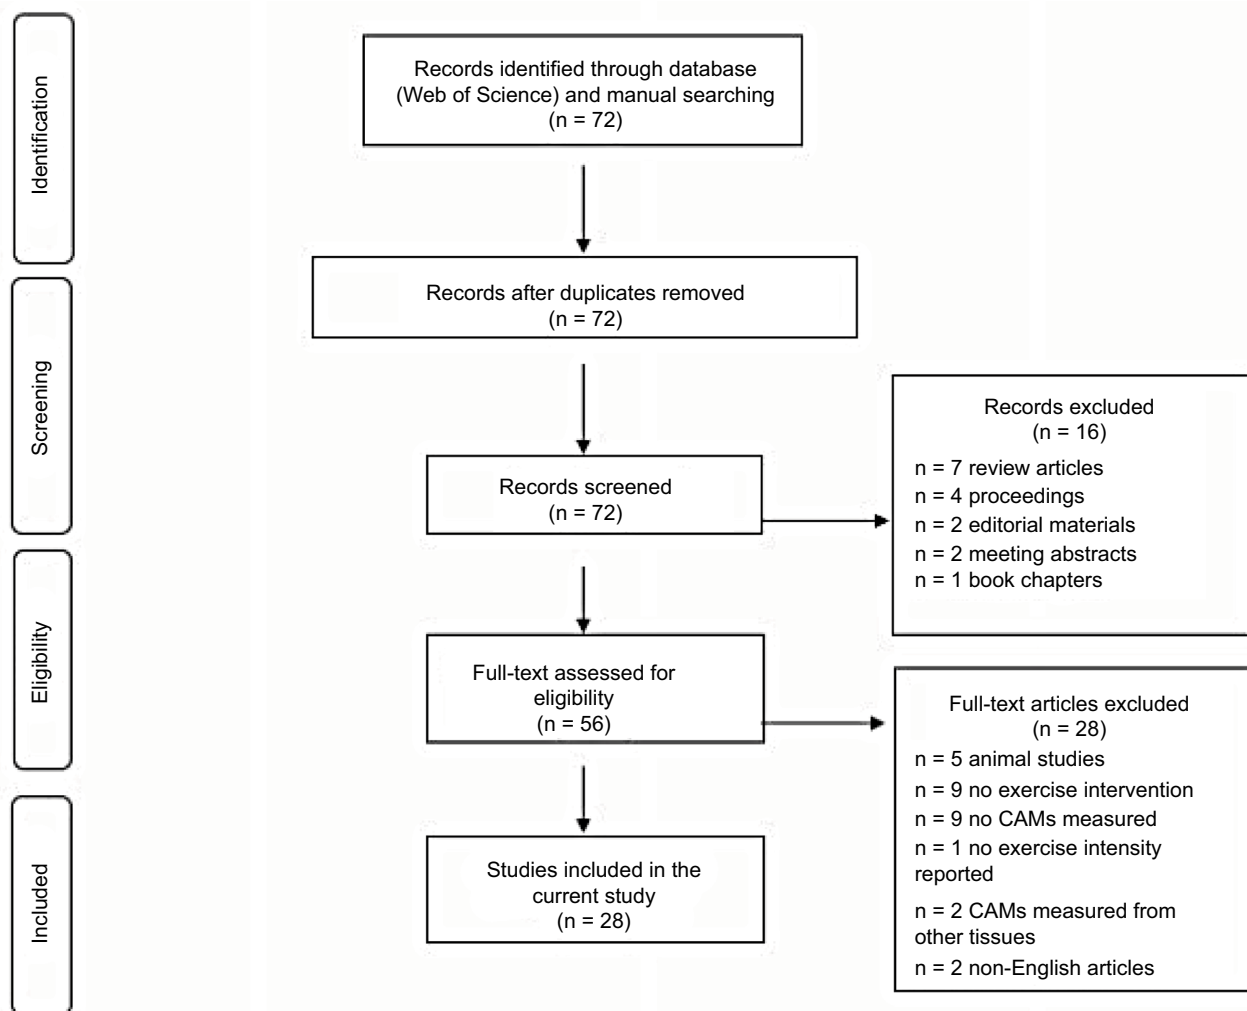 Identification
Records identified through database
(Web of Science) and manual searching
(n = 72)
Records after duplicates removed
(n = 72)
Screening
Records screened
(n = 72)
Records excluded
(n = 16)
n = 7 review articles
n = 4 proceedings
n = 2 editorial materials
n = 2 meeting abstracts
n = 1 book chapters
Eligibility
Full-text assessed for
eligibility
(n = 56)
Full-text articles excluded
(n = 28)
n = 5 animal studies
n = 9 no exercise intervention
n = 9 no CAMs measured
n = 1 no exercise intensity
reported
n = 2 CAMs measured from
other tissues
n = 2 non-English articles
Included
Studies included in the
current study
(n = 28)